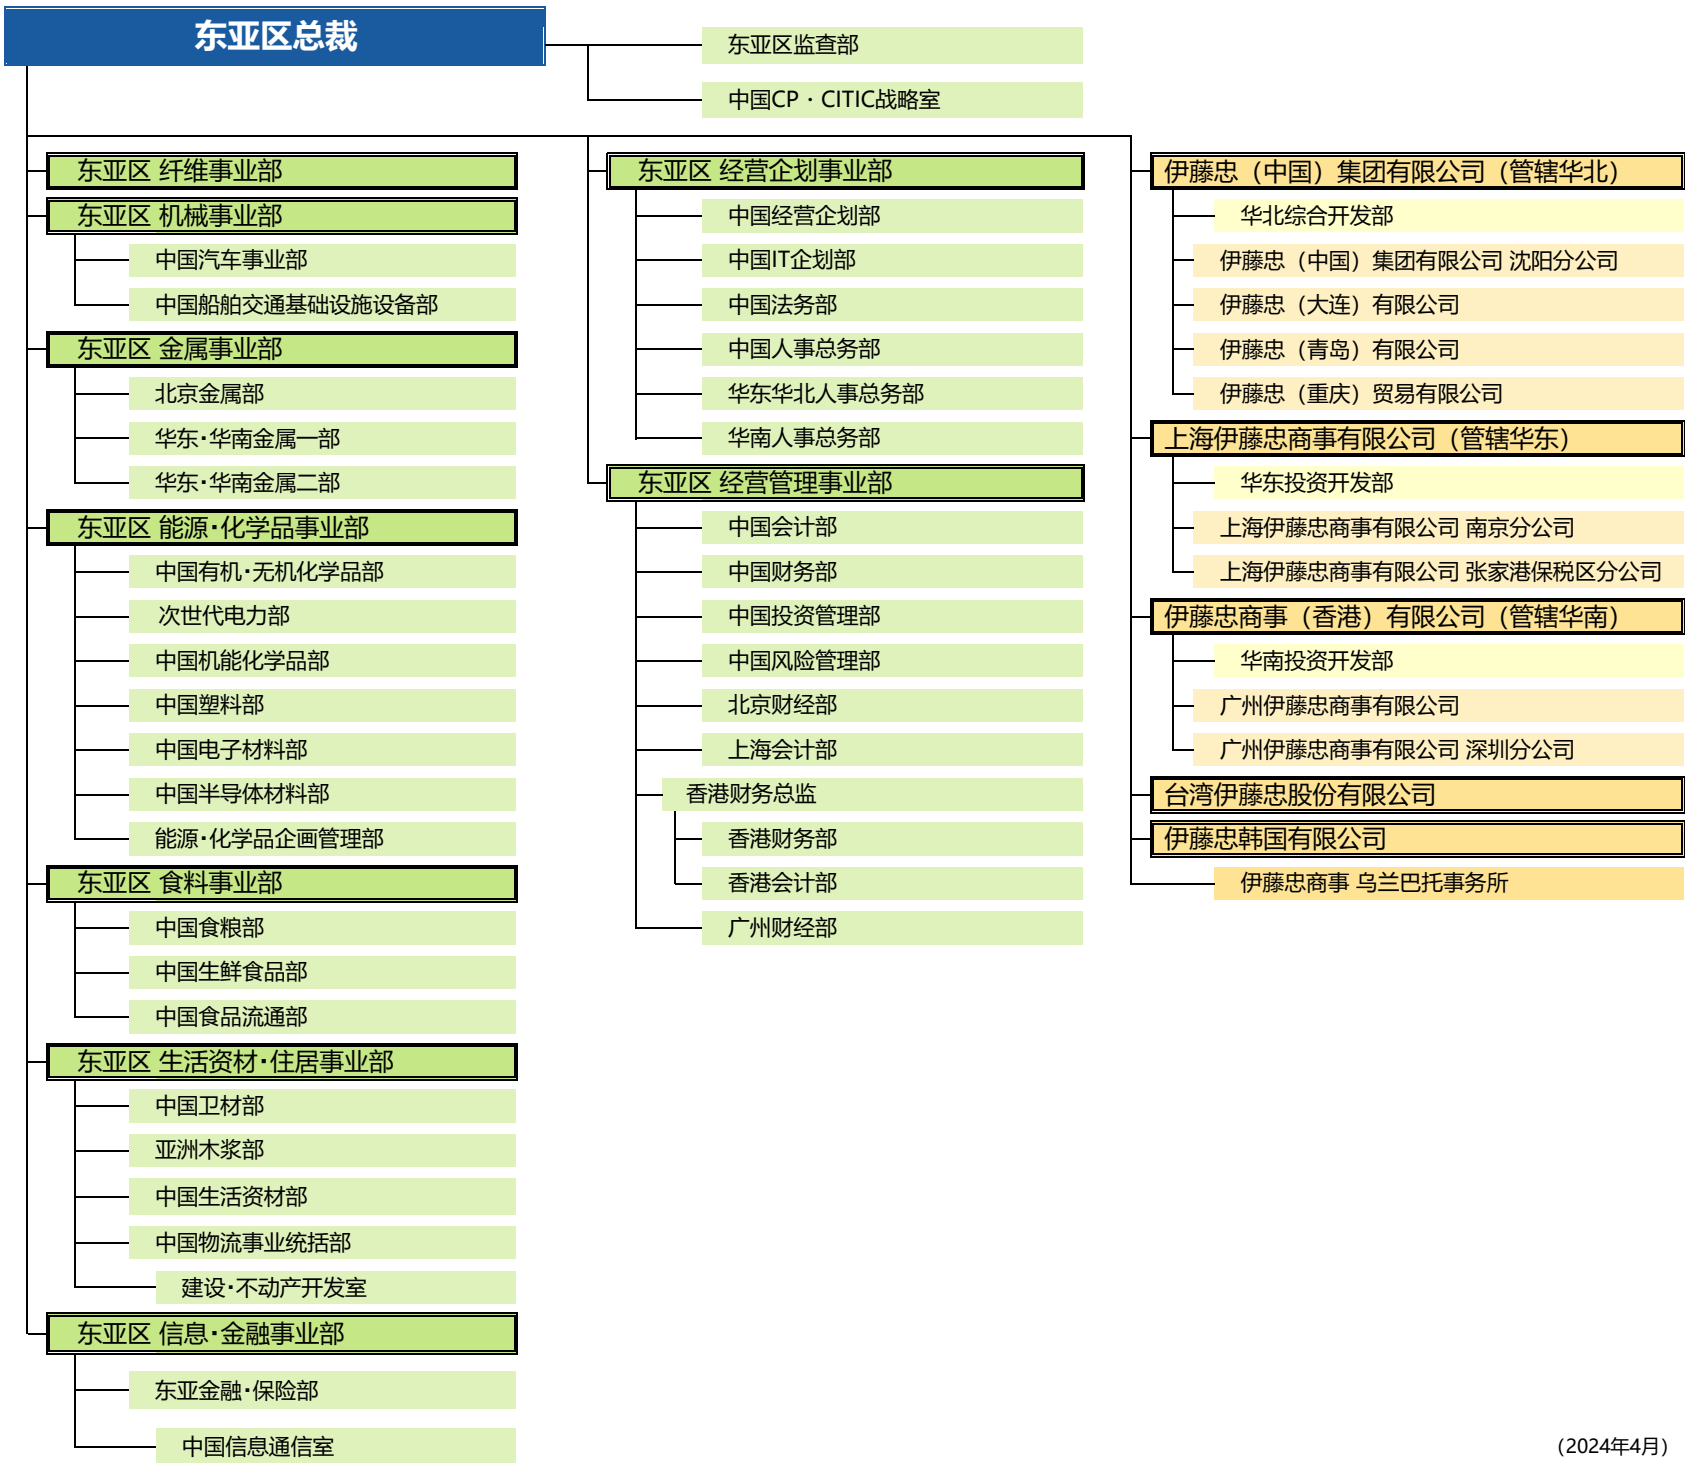 东亚区总裁
东亚区监查部
中国CP・CITIC战略室
东亚区 纤维事业部
东亚区 机械事业部
中国汽车事业部
中国船舶交通基础设施设备部
东亚区 金属事业部
北京金属部
华东·华南金属一部
华东·华南金属二部
东亚区 能源·化学品事业部
中国有机·无机化学品部
次世代电力部
中国机能化学品部
中国塑料部
中国电子材料部
中国半导体材料部
能源·化学品企画管理部
东亚区 食料事业部
中国食粮部
中国生鲜食品部
中国食品流通部
东亚区 生活资材·住居事业部
中国卫材部
亚洲木浆部
中国生活资材部
中国物流事业统括部
建设·不动产开发室
东亚区 信息·金融事业部
东亚金融·保险部
中国信息通信室
东亚区 经营企划事业部
中国经营企划部
中国IT企划部
中国法务部
中国人事总务部
华东华北人事总务部
华南人事总务部
东亚区 经营管理事业部
中国会计部
中国财务部
中国投资管理部
中国风险管理部
北京财经部
上海会计部
香港财务总监
香港财务部
香港会计部
广州财经部
伊藤忠（中国）集团有限公司（管辖华北）
华北综合开发部
伊藤忠（中国）集团有限公司 沈阳分公司
伊藤忠（大连）有限公司
伊藤忠（青岛）有限公司
伊藤忠（重庆）贸易有限公司
上海伊藤忠商事有限公司（管辖华东）
华东投资开发部
上海伊藤忠商事有限公司 南京分公司
上海伊藤忠商事有限公司 张家港保税区分公司
伊藤忠商事（香港）有限公司（管辖华南）
华南投资开发部
广州伊藤忠商事有限公司
广州伊藤忠商事有限公司 深圳分公司
台湾伊藤忠股份有限公司
伊藤忠韩国有限公司
伊藤忠商事 乌兰巴托事务所
（2024年4月）